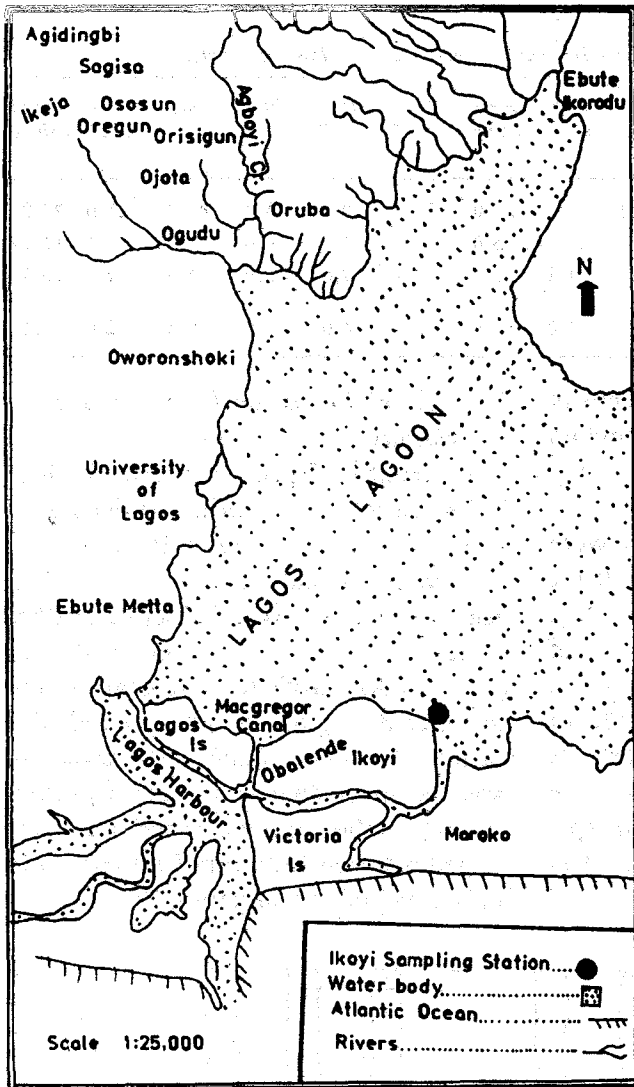 Agidingbi
Sagisa
Ebute
Ikorodu
Ikeja
Ososun
Oregun
Orisigun
Agboyi Cr.
Ojota
Oruba
Ogudu
N
Oworonshoki
LAGOS LAGOON
University
of
Lagos
Ebute Metta
Macgregor
Canal
Lagos
Is
Obalende
Ikoyi
Lagos Harbour
Victoria
Is
Moroko
Ikoyi Sampling Station....
Water body................
Atlantic Ocean............
Rivers....................
Scale 1:25,000